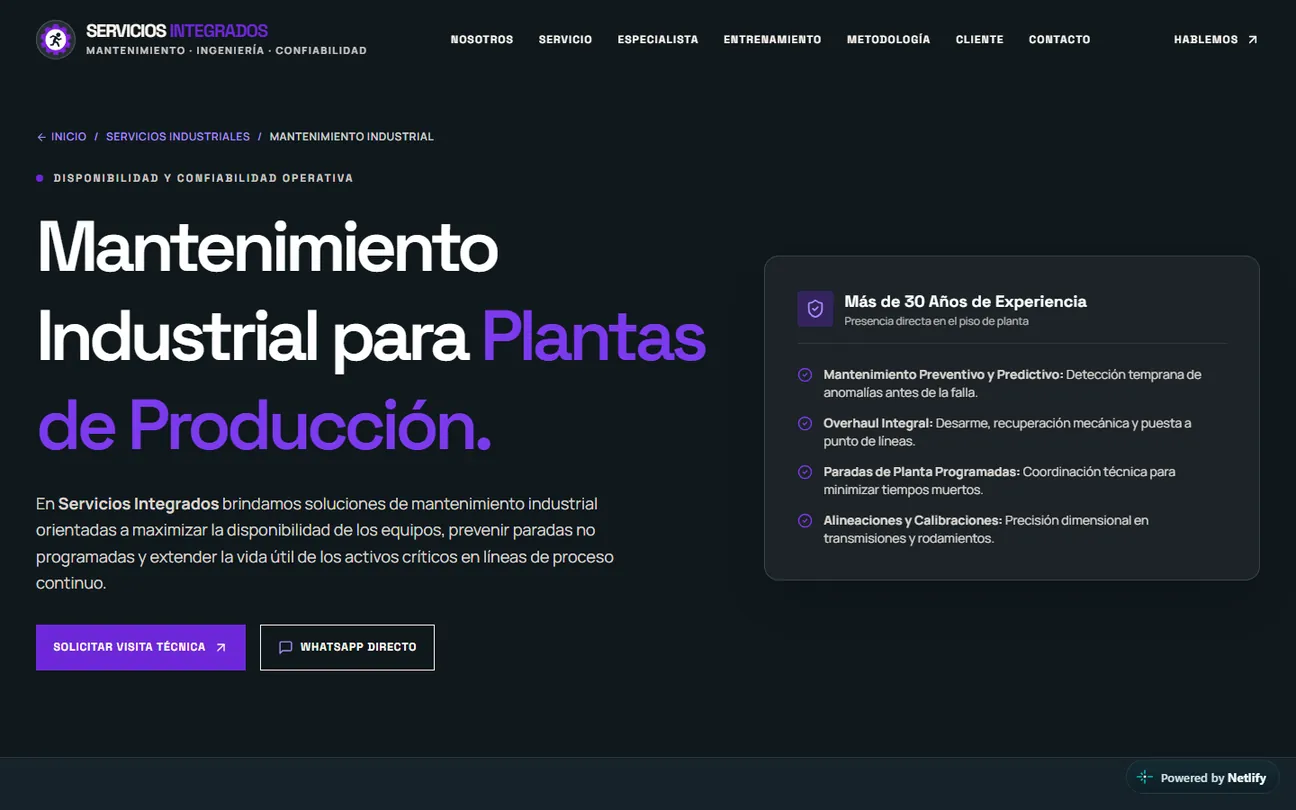 SERVICIOS INTEGRADOS
MANTENIMIENTO · INGENIERÍA · CONFIABILIDAD
NOSOTROS
SERVICIO
ESPECIALISTA
ENTRENAMIENTO
METODOLOGÍA
CLIENTE
CONTACTO
HABLEMOS ↗
← INICIO / SERVICIOS INDUSTRIALES / MANTENIMIENTO INDUSTRIAL
DISPONIBILIDAD Y CONFIABILIDAD OPERATIVA
Mantenimiento
Industrial para Plantas
de Producción.
En Servicios Integrados brindamos soluciones de mantenimiento industrial
orientadas a maximizar la disponibilidad de los equipos, prevenir paradas no
programadas y extender la vida útil de los activos críticos en líneas de proceso
continuo.
SOLICITAR VISITA TÉCNICA ↗
WHATSAPP DIRECTO
Más de 30 Años de Experiencia
Presencia directa en el piso de planta
Mantenimiento Preventivo y Predictivo: Detección temprana de
anomalías antes de la falla.
Overhaul Integral: Desarme, recuperación mecánica y puesta a
punto de líneas.
Paradas de Planta Programadas: Coordinación técnica para
minimizar tiempos muertos.
Alineaciones y Calibraciones: Precisión dimensional en
transmisiones y rodamientos.
Powered by Netlify